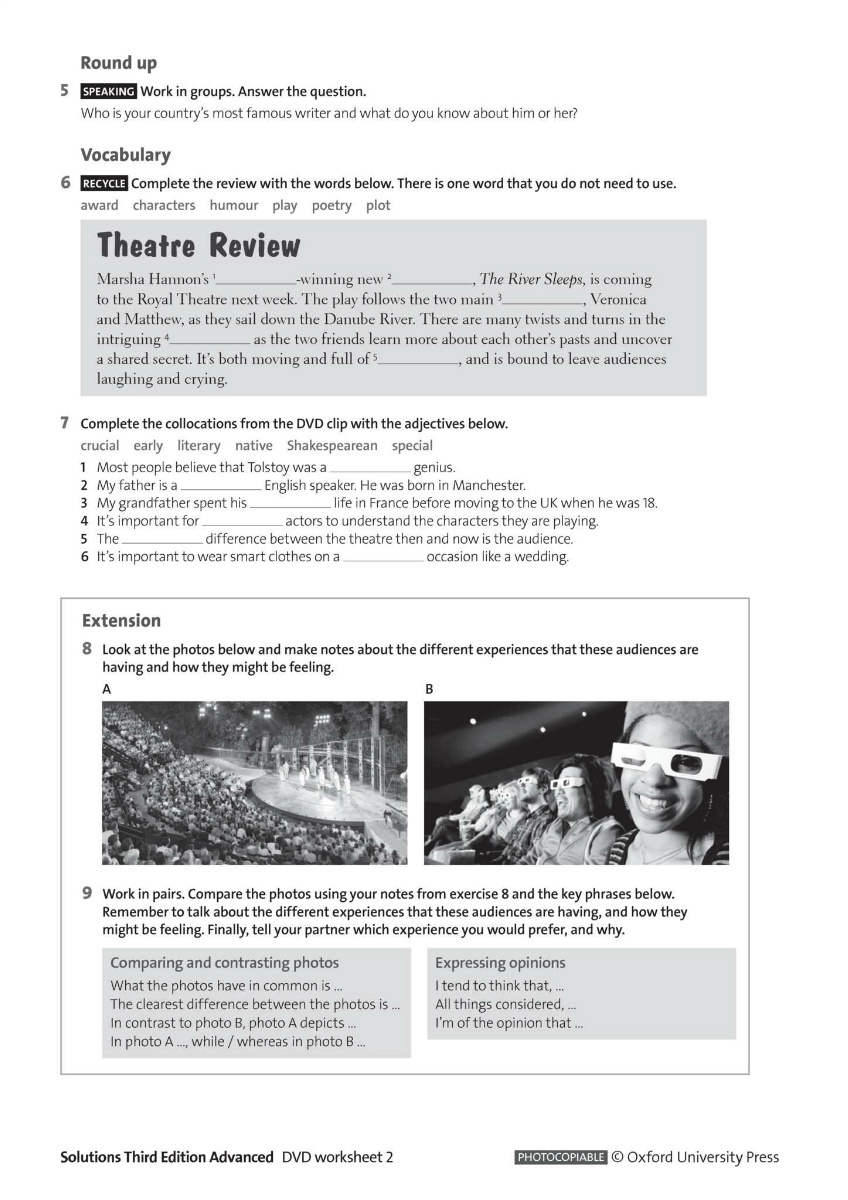 Round up
5 SPEAKING Work in groups. Answer the question.
Who is your country's most famous writer and what do you know about him or her?
Vocabulary
6 RECYCLE Complete the review with the words below. There is one word that you do not need to use.
award characters humour play poetry plot
Theatre Review
Marsha Hannon's 1__________-winning new 2__________, The River Sleeps, is coming
to the Royal Theatre next week. The play follows the two main 3__________, Veronica
and Matthew, as they sail down the Danube River. There are many twists and turns in the
intriguing 4__________ as the two friends learn more about each other's pasts and uncover
a shared secret. It's both moving and full of 5__________, and is bound to leave audiences
laughing and crying.
7 Complete the collocations from the DVD clip with the adjectives below.
crucial early literary native Shakespearean special
1 Most people believe that Tolstoy was a __________ genius.
2 My father is a __________ English speaker. He was born in Manchester.
3 My grandfather spent his __________ life in France before moving to the UK when he was 18.
4 It's important for __________ actors to understand the characters they are playing.
5 The __________ difference between the theatre then and now is the audience.
6 It's important to wear smart clothes on a __________ occasion like a wedding.
Extension
8 Look at the photos below and make notes about the different experiences that these audiences are
having and how they might be feeling.
A
B
9 Work in pairs. Compare the photos using your notes from exercise 8 and the key phrases below.
Remember to talk about the different experiences that these audiences are having, and how they
might be feeling. Finally, tell your partner which experience you would prefer, and why.
Comparing and contrasting photos
What the photos have in common is ...
The clearest difference between the photos is ...
In contrast to photo B, photo A depicts ...
In photo A ..., while / whereas in photo B ...
Expressing opinions
I tend to think that, ...
All things considered, ...
I'm of the opinion that ...
Solutions Third Edition Advanced DVD worksheet 2
PHOTOCOPIABLE © Oxford University Press